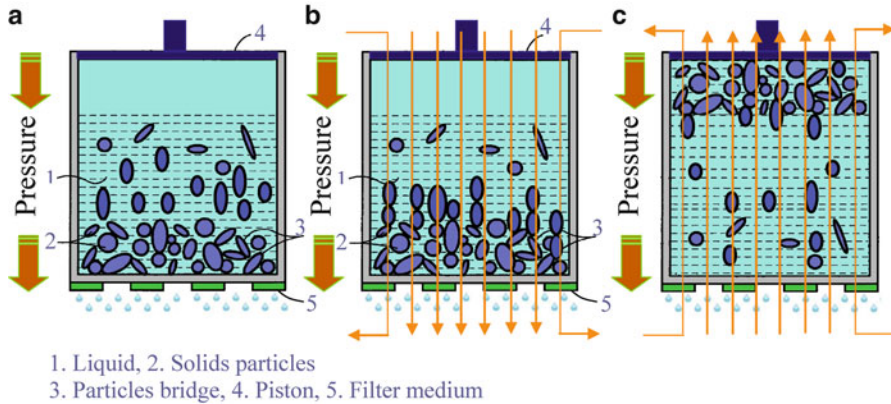 a
b
c
4
4
Pressure
Pressure
Pressure
1
1
2
3
2
3
5
5
1. Liquid, 2. Solids particles
3. Particles bridge, 4. Piston, 5. Filter medium